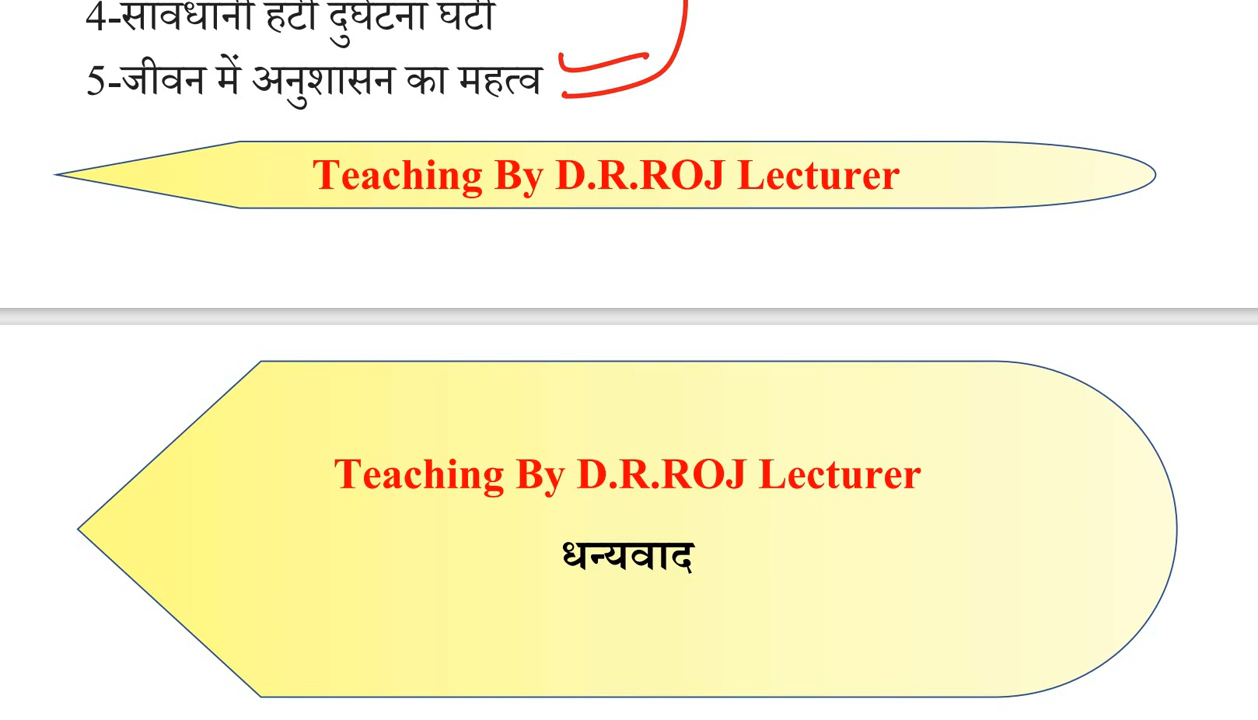 4-सावधानी हटी दुर्घटना घटी
5-जीवन में अनुशासन का महत्व
Teaching By D.R.ROJ Lecturer
Teaching By D.R.ROJ Lecturer
धन्यवाद